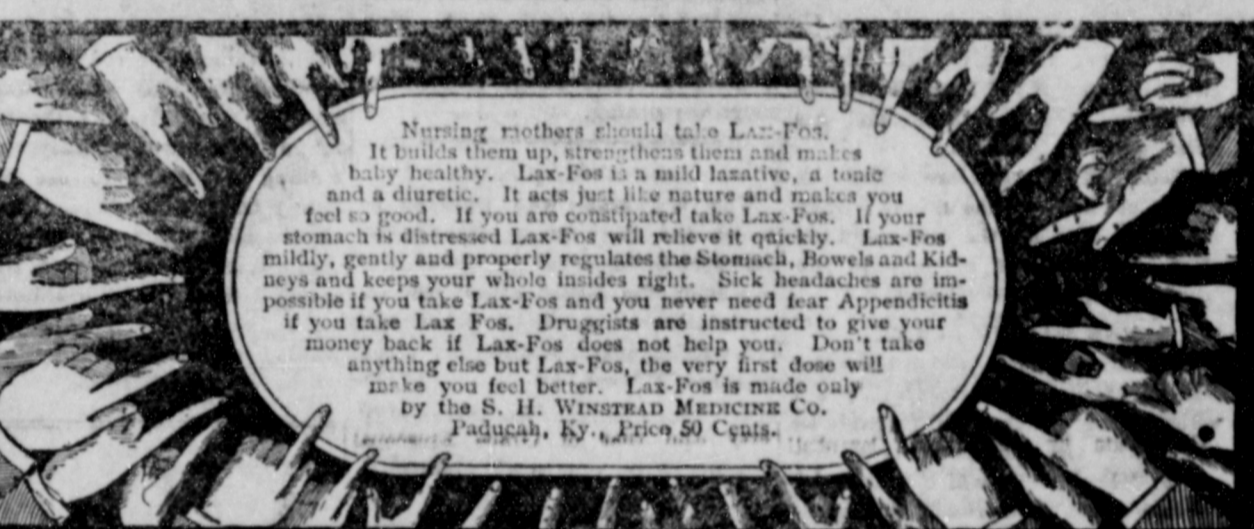 Nursing mothers should take LAX-FOS.
It builds them up, strengthens them and makes
baby healthy. Lax-Fos is a mild laxative, a tonic
and a diuretic. It acts just like nature and makes you
feel so good. If you are constipated take Lax-Fos. If your
stomach is distressed Lax-Fos will relieve it quickly. Lax-Fos
mildly, gently and properly regulates the Stomach, Bowels and Kid-
neys and keeps your whole insides right. Sick headaches are im-
possible if you take Lax-Fos and you never need fear Appendicitis
if you take Lax Fos. Druggists are instructed to give your
money back if Lax-Fos does not help you. Don't take
anything else but Lax-Fos, the very first dose will
make you feel better. Lax-Fos is made only
by the S. H. WINSTEAD MEDICINE CO.
Paducah, Ky., Price 50 Cents.